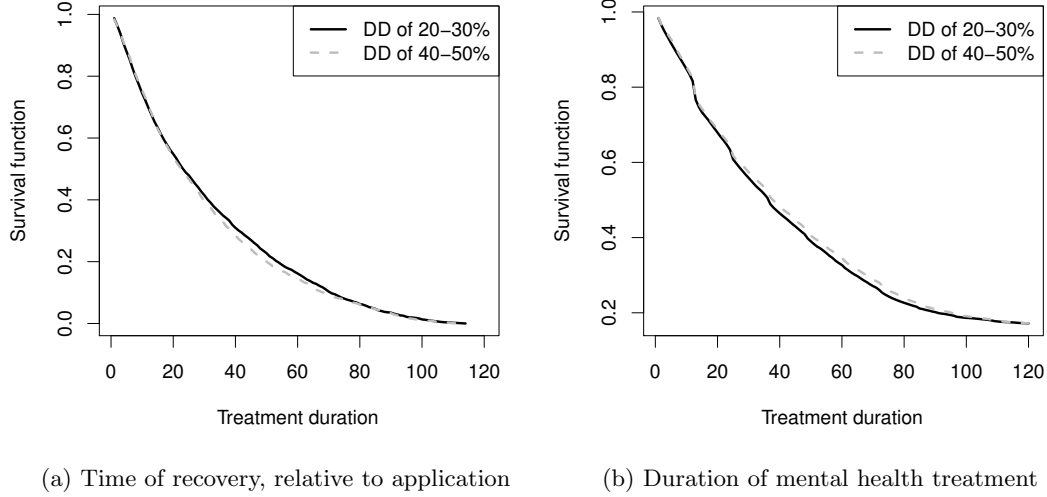 DD of 20−30%
DD of 40−50%
Survival function
0.0
0.2
0.4
0.6
0.8
1.0
0 20 40 60 80 100 120
Treatment duration
(a) Time of recovery, relative to application
DD of 20−30%
DD of 40−50%
Survival function
0.2
0.4
0.6
0.8
1.0
0 20 40 60 80 100 120
Treatment duration
(b) Duration of mental health treatment